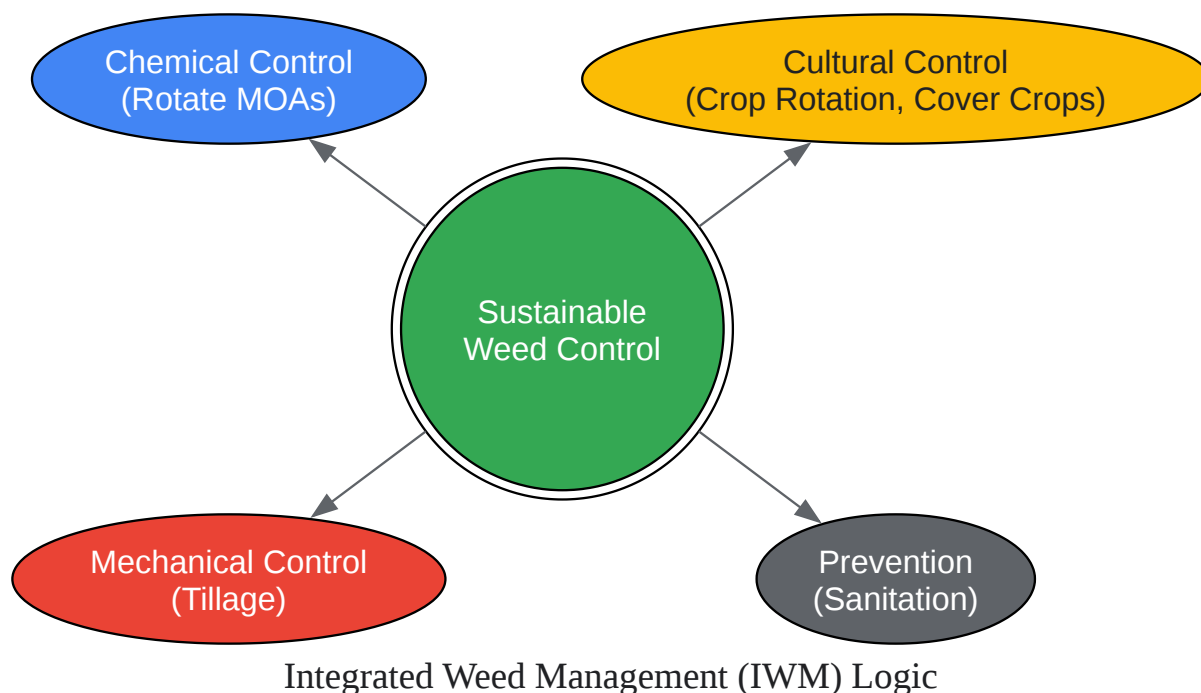 Chemical Control
(Rotate MOAs)
Cultural Control
(Crop Rotation, Cover Crops)
Sustainable
Weed Control
Mechanical Control
(Tillage)
Prevention
(Sanitation)
Integrated Weed Management (IWM) Logic